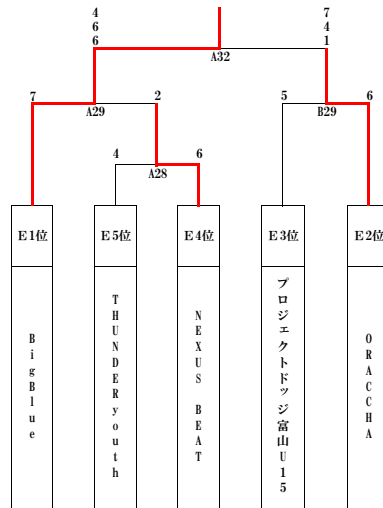 4 7
6 4
6 1
A32
7 2 5 6
A29 B29
4 6
A28
E1位 E5位 E4位 E3位 E2位
BigBlue
THUNDERyouth
NEXUS BEAT
プロジェクトドッジ富山U15
ORACCHA